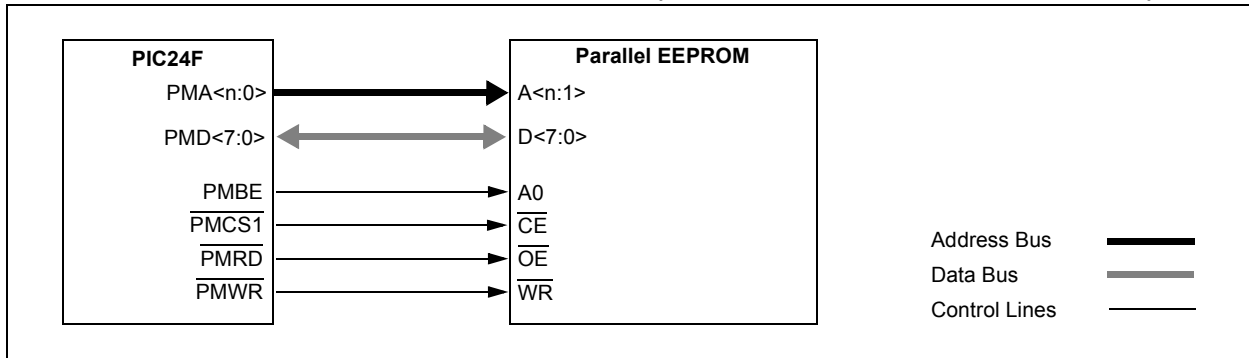 PIC24F
Parallel EEPROM
PMA<n:0>
A<n:1>
PMD<7:0>
D<7:0>
PMBE
A0
PMCS1
CE
PMRD
OE
PMWR
WR
Address Bus
Data Bus
Control Lines